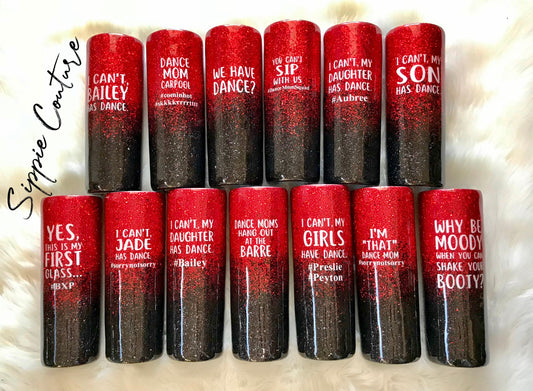 Sippie Couture
I CAN'T,
BAILEY
HAS DANCE.
DANCE
MOM
CARPOOL
#cominhot
#skkkkrrrrttt
WE HAVE
DANCE?
YOU CAN'T
SIP
WITH US
#DanceMomSquad
I CAN'T, MY
DAUGHTER
HAS DANCE.
#Aubree
I CAN'T, MY
SON
HAS DANCE.
YES,
THIS IS MY
FIRST
GLASS...
#BXP
I CAN'T,
JADE
HAS DANCE.
#sorrynotsorry
I CAN'T, MY
DAUGHTER
HAS DANCE.
#Bailey
DANCE MOMS
HANG OUT
AT THE
BARRE
I CAN'T, MY
GIRLS
HAVE DANCE.
#Preslie
#Peyton
I'M
"THAT"
DANCE MOM
#sorrynotsorry
WHY BE
MOODY
WHEN YOU CAN
SHAKE YOUR
BOOTY?